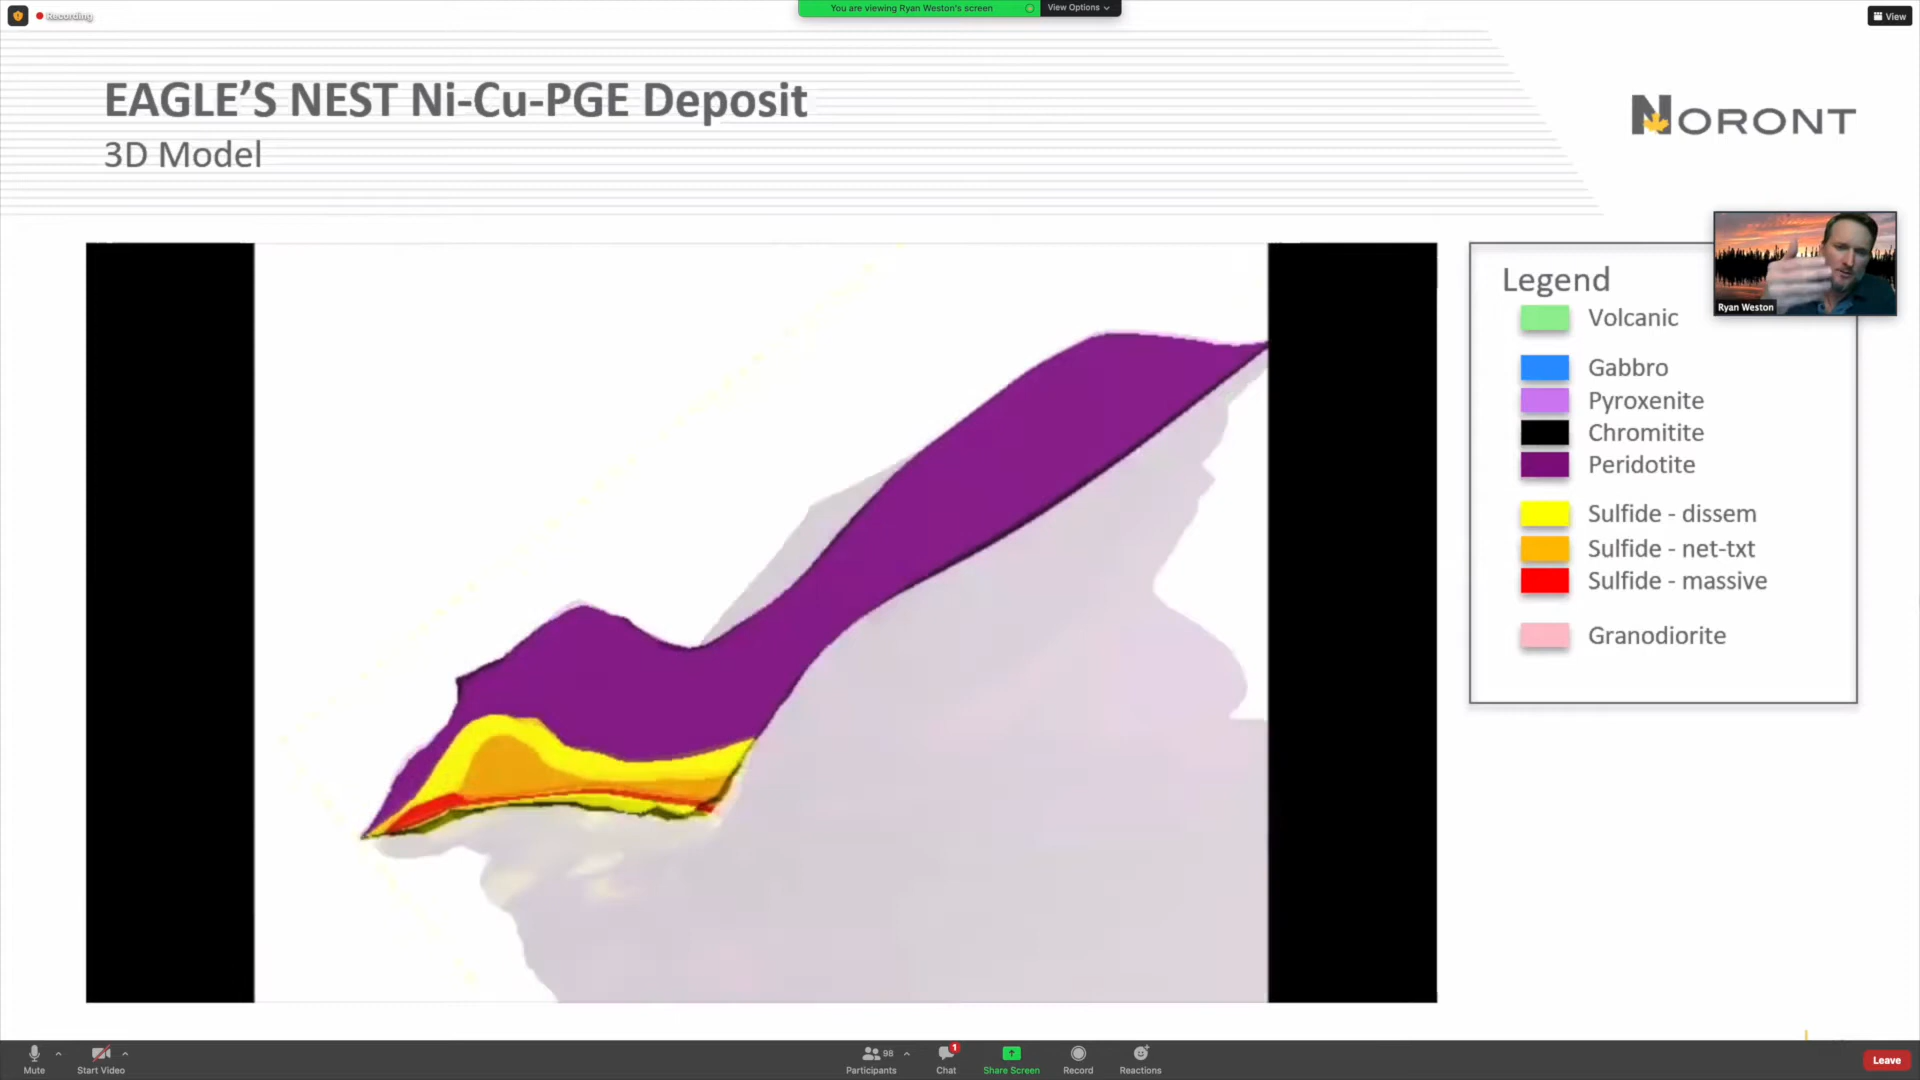 Recording
You are viewing Ryan Weston's screen
View Options
View
EAGLE'S NEST Ni-Cu-PGE Deposit
3D Model
NORONT
Ryan Weston
Legend
Volcanic
Gabbro
Pyroxenite
Chromitite
Peridotite
Sulfide - dissem
Sulfide - net-txt
Sulfide - massive
Granodiorite
Mute
Start Video
98
Participants
1
Chat
Share Screen
Record
Reactions
Leave